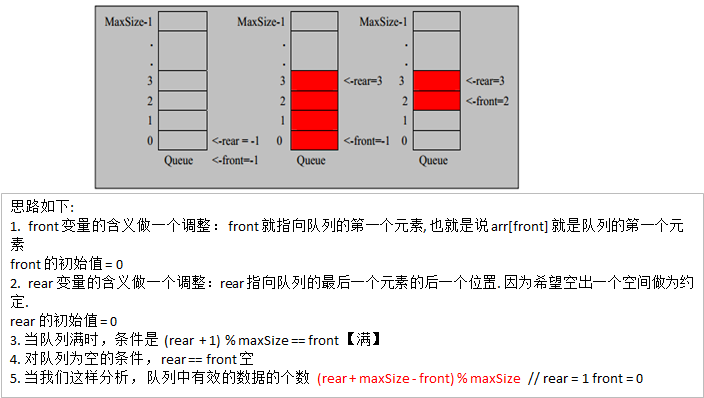 MaxSize-1 MaxSize-1 MaxSize-1
. . .
. . .
3 3 <-rear=3 3 <-rear=3
2 2 2 <-front=2
1 1 1
0 <-rear = -1 0 <-front=-1 0
Queue <-front=-1 Queue Queue
思路如下:
1. front 变量的含义做一个调整： front 就指向队列的第一个元素, 也就是说 arr[front] 就是队列的第一个元
素
front 的初始值 = 0
2. rear 变量的含义做一个调整：rear 指向队列的最后一个元素的后一个位置. 因为希望空出一个空间做为约
定.
rear 的初始值 = 0
3. 当队列满时，条件是 (rear + 1) % maxSize == front 【满】
4. 对队列为空的条件， rear == front 空
5. 当我们这样分析， 队列中有效的数据的个数 (rear + maxSize - front) % maxSize // rear = 1 front = 0